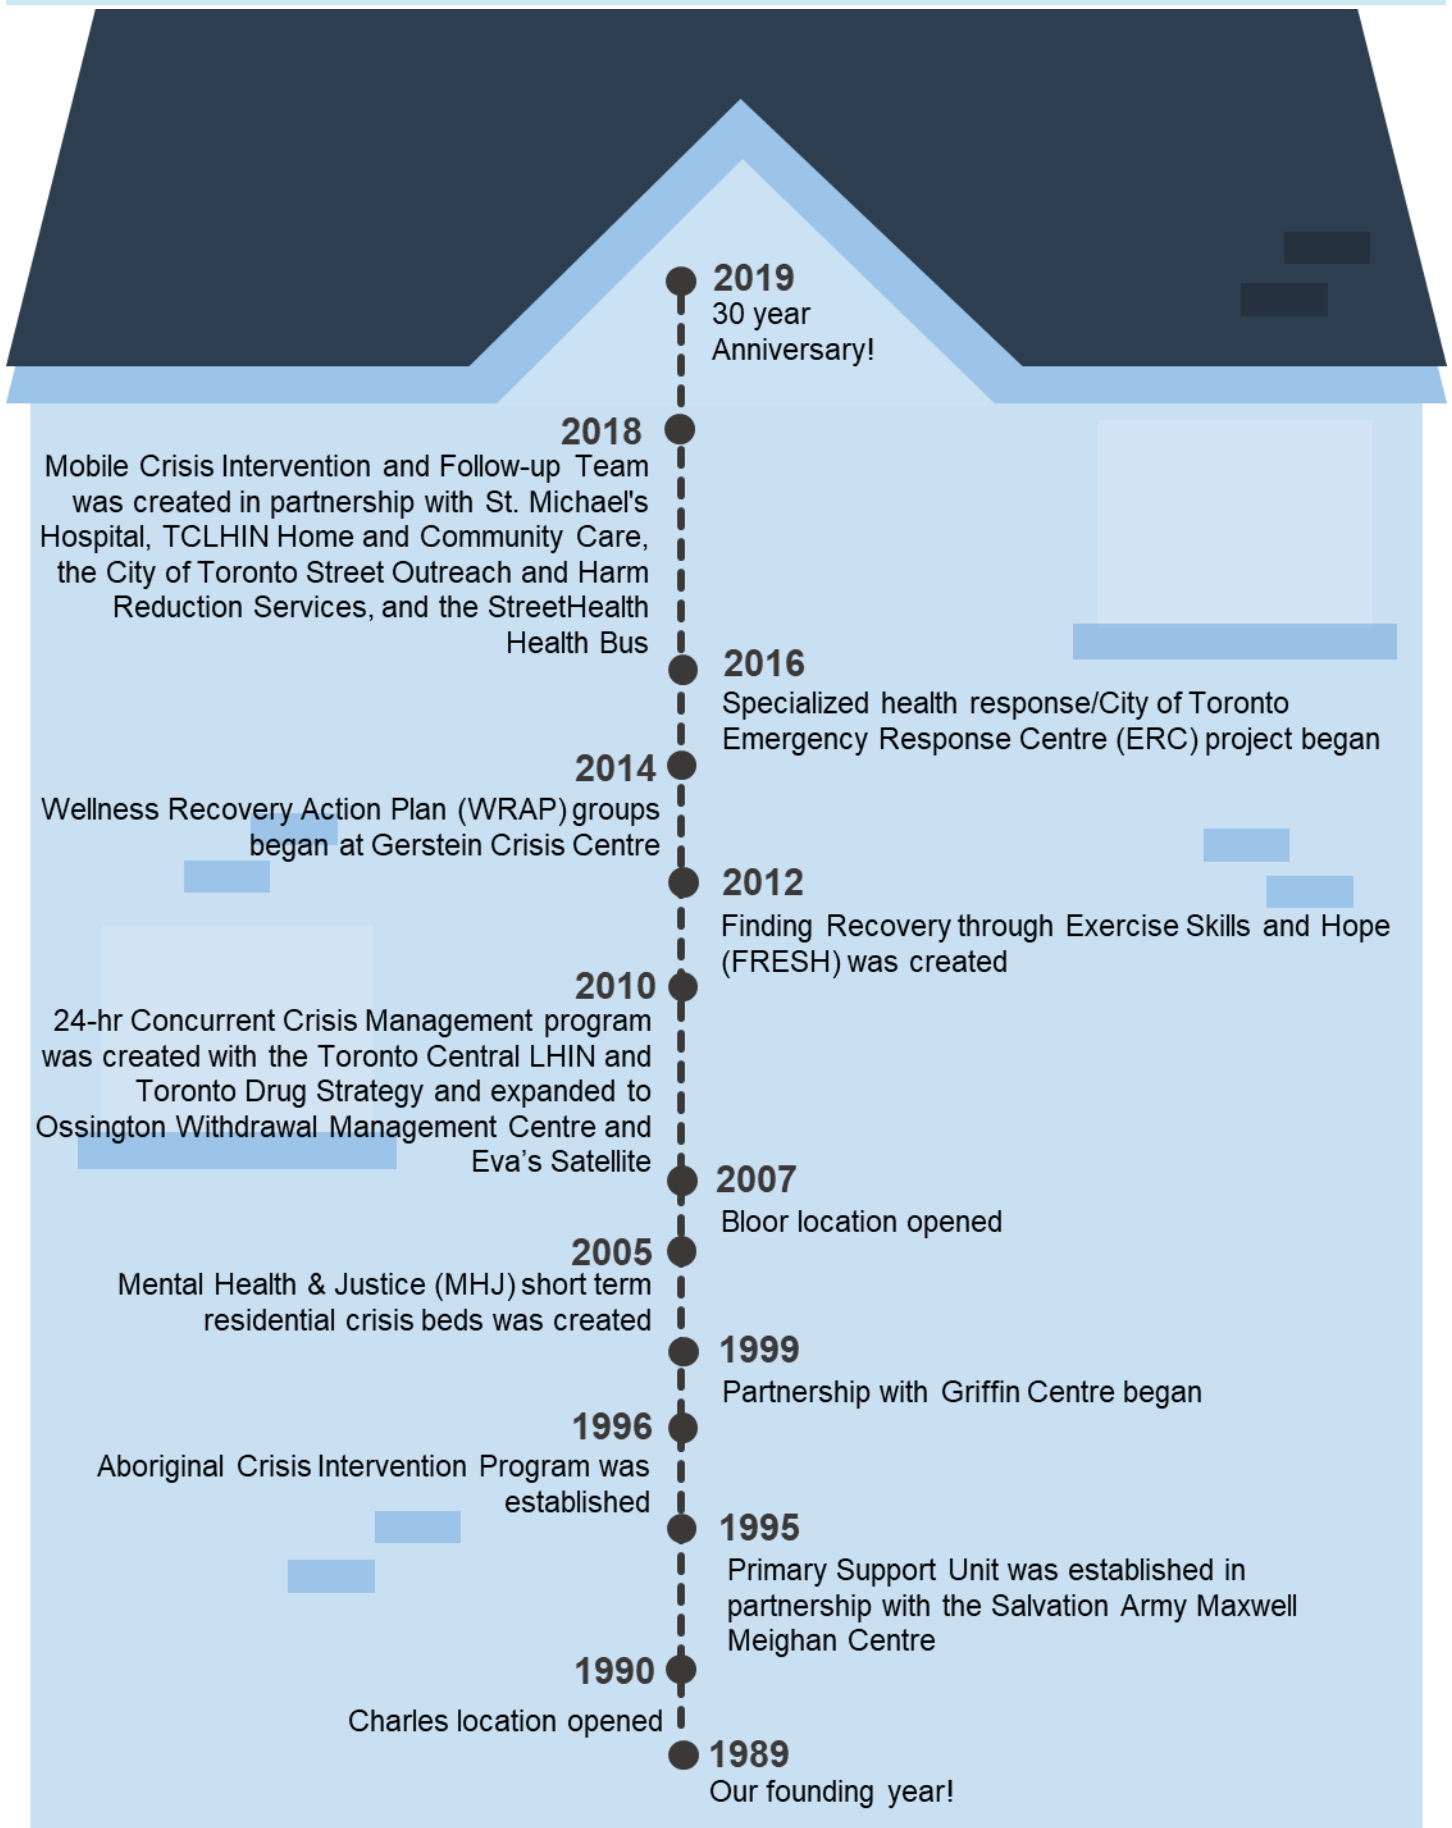 2019
30 year
Anniversary!
2018
Mobile Crisis Intervention and Follow-up Team
was created in partnership with St. Michael's
Hospital, TCLHIN Home and Community Care,
the City of Toronto Street Outreach and Harm
Reduction Services, and the StreetHealth
Health Bus
2016
Specialized health response/City of Toronto
Emergency Response Centre (ERC) project began
2014
Wellness Recovery Action Plan (WRAP) groups
began at Gerstein Crisis Centre
2012
Finding Recovery through Exercise Skills and Hope
(FRESH) was created
2010
24-hr Concurrent Crisis Management program
was created with the Toronto Central LHIN and
Toronto Drug Strategy and expanded to
Ossington Withdrawal Management Centre and
Eva’s Satellite
2007
Bloor location opened
2005
Mental Health & Justice (MHJ) short term
residential crisis beds was created
1999
Partnership with Griffin Centre began
1996
Aboriginal Crisis Intervention Program was
established
1995
Primary Support Unit was established in
partnership with the Salvation Army Maxwell
Meighan Centre
1990
Charles location opened
1989
Our founding year!